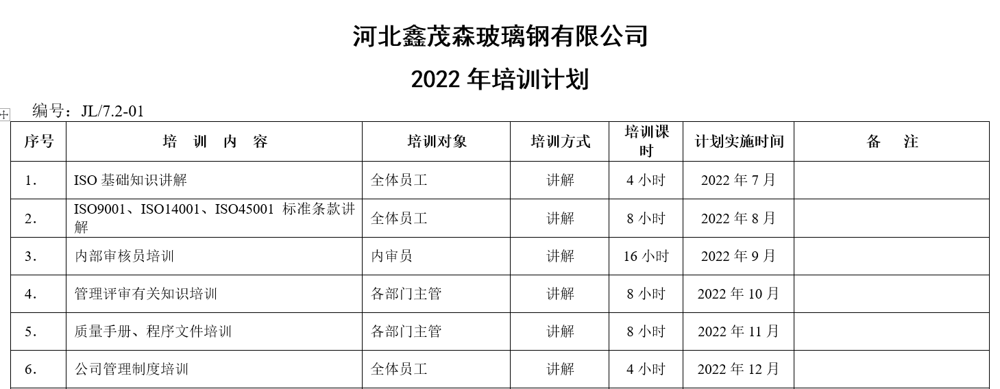 河北鑫茂森玻璃钢有限公司
2022 年培训计划
编号：JL/7.2-01
序号 培 训 内 容 培训对象 培训方式 培训课时 计划实施时间 备 注
1. ISO 基础知识讲解 全体员工 讲解 4 小时 2022 年 7 月
2. ISO9001、ISO14001、ISO45001 标准条款讲解 全体员工 讲解 8 小时 2022 年 8 月
3. 内部审核员培训 内审员 讲解 16 小时 2022 年 9 月
4. 管理评审有关知识培训 各部门主管 讲解 8 小时 2022 年 10 月
5. 质量手册、程序文件培训 各部门主管 讲解 8 小时 2022 年 11 月
6. 公司管理制度培训 全体员工 讲解 4 小时 2022 年 12 月